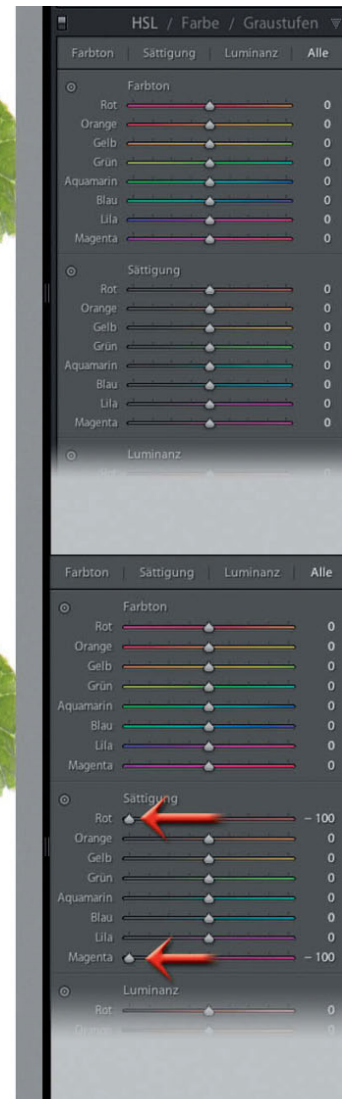 HSL / Farbe / Graustufen
Farbton | Sättigung | Luminanz | Alle
Farbton
Rot 0
Orange 0
Gelb 0
Grün 0
Aquamarin 0
Blau 0
Lila 0
Magenta 0
Sättigung
Rot 0
Orange 0
Gelb 0
Grün 0
Aquamarin 0
Blau 0
Lila 0
Magenta 0
Luminanz
Farbton | Sättigung | Luminanz | Alle
Farbton
Rot 0
Orange 0
Gelb 0
Grün 0
Aquamarin 0
Blau 0
Lila 0
Magenta 0
Sättigung
Rot - 100
Orange 0
Gelb 0
Grün 0
Aquamarin 0
Blau 0
Lila 0
Magenta - 100
Luminanz
Rot 0
Orange 0